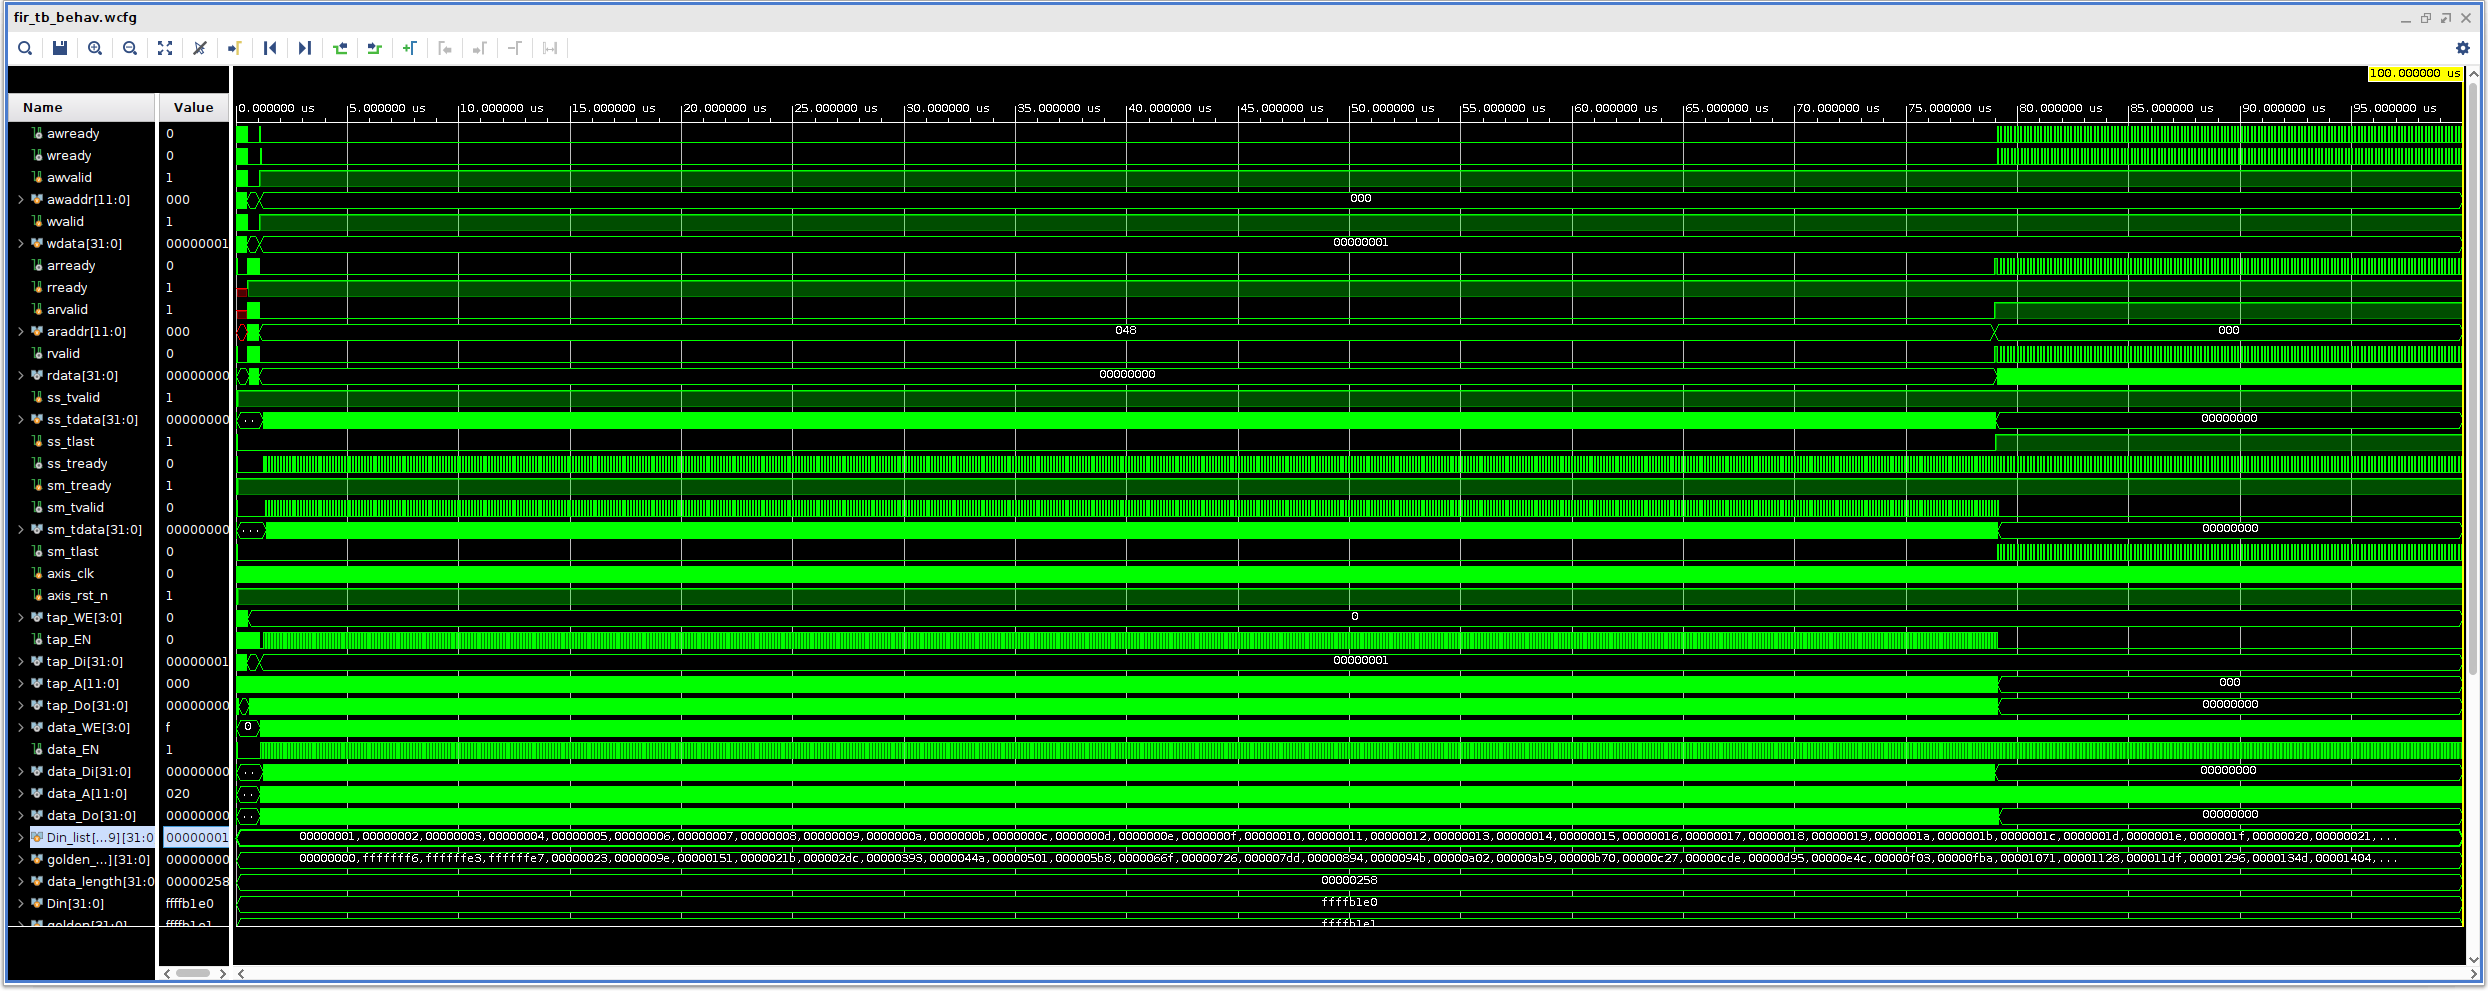 fir_tb_behav.wcfg
100.000000 us
Name Value 0.000000 us 5.000000 us 10.000000 us 15.000000 us 20.000000 us 25.000000 us 30.000000 us 35.000000 us 40.000000 us 45.000000 us 50.000000 us 55.000000 us 60.000000 us 65.000000 us 70.000000 us 75.000000 us 80.000000 us 85.000000 us 90.000000 us 95.000000 us
awready 0
wready 0
awvalid 1
awaddr[11:0] 000 000
wvalid 1
wdata[31:0] 00000001 00000001
arready 0
rready 1
arvalid 1
araddr[11:0] 000 048 000
rvalid 0
rdata[31:0] 00000000 00000000
ss_tvalid 1
ss_tdata[31:0] 00000000 .. 00000000
ss_tlast 1
ss_tready 0
sm_tready 1
sm_tvalid 0
sm_tdata[31:0] 00000000 ... 00000000
sm_tlast 0
axis_clk 0
axis_rst_n 1
tap_WE[3:0] 0 0
tap_EN 0
tap_Di[31:0] 00000001 00000001
tap_A[11:0] 000 000
tap_Do[31:0] 00000000 00000000
data_WE[3:0] f 0
data_EN 1
data_Di[31:0] 00000000 .. 00000000
data_A[11:0] 020 ..
data_Do[31:0] 00000000 .. 00000000
Din_list[...9][31:0 00000001 00000001,00000002,00000003,00000004,00000005,00000006,00000007,00000008,00000009,0000000a,0000000b,0000000c,0000000d,0000000e,0000000f,00000010,00000011,00000012,00000013,00000014,00000015,00000016,00000017,00000018,00000019,0000001a,0000001b,0000001c,0000001d,0000001e,0000001f,00000020,00000021,...
golden_...][31:0] 00000000 00000000,fffffff6,ffffffe3,ffffffe7,00000023,0000009e,00000151,0000021b,000002dc,00000393,0000044a,00000501,000005b8,0000066f,00000726,000007dd,00000894,0000094b,00000a02,00000ab9,00000b70,00000c27,00000cde,00000d95,00000e4c,00000f03,00000fba,00001071,00001128,000011df,00001296,0000134d,00001404,...
data_length[31:0 00000258 00000258
Din[31:0] ffffb1e0 ffffb1e0
golden[31:0] ffffb1e1 ffffb1e1